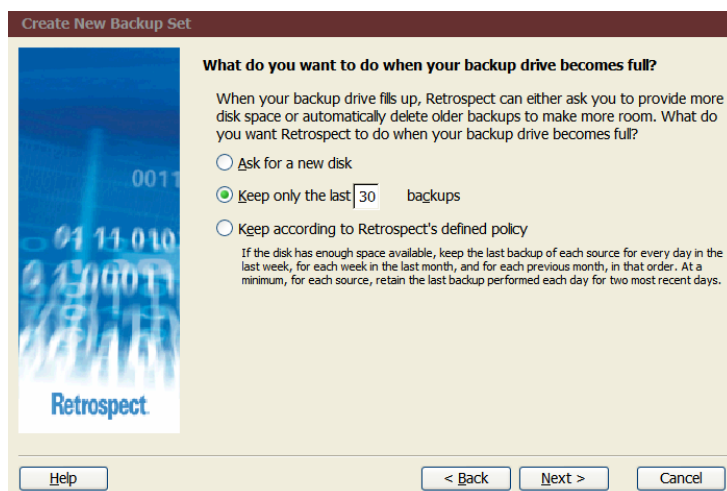 Create New Backup Set
What do you want to do when your backup drive becomes full?
When your backup drive fills up, Retrospect can either ask you to provide more
disk space or automatically delete older backups to make more room. What do
you want Retrospect to do when your backup drive becomes full?
Ask for a new disk
Keep only the last 30 backups
Keep according to Retrospect's defined policy
If the disk has enough space available, keep the last backup of each source for every day in the
last week, for each week in the last month, and for each previous month, in that order. At a
minimum, for each source, retain the last backup performed each day for two most recent days.
0011
01 11 010
Retrospect
Help
< Back
Next >
Cancel